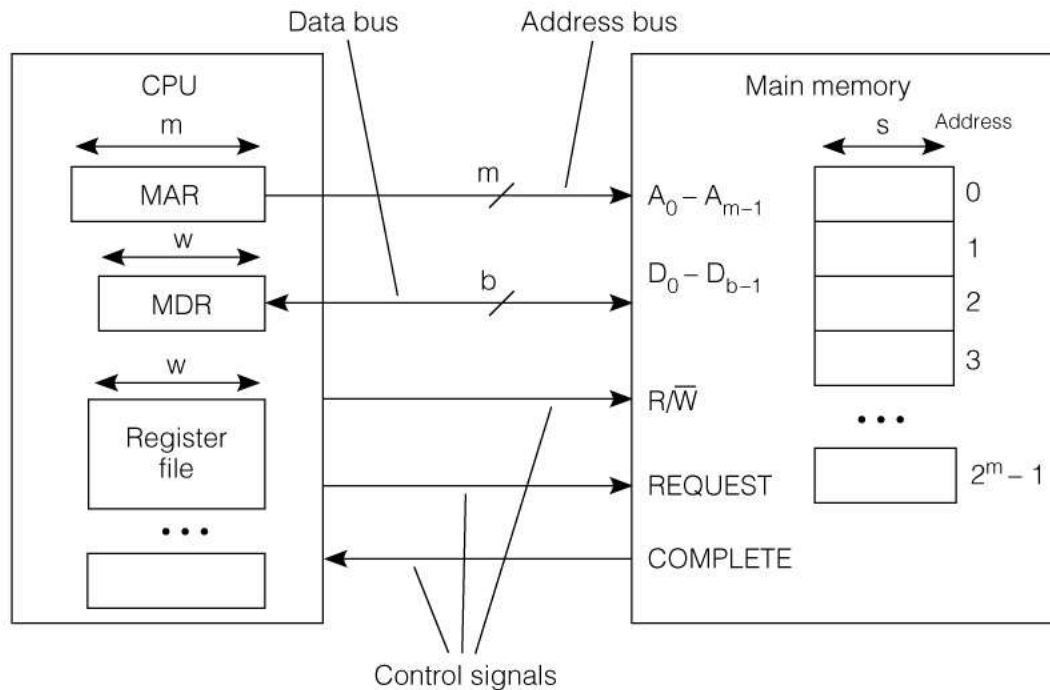 Data bus
Address bus
CPU
Main memory
m
s
Address
MAR
m
A₀ – Aₘ₋₁
0
w
1
MDR
b
D₀ – D_b–1
2
3
w
R/W̅
Register
file
• • •
• • •
2ᵐ – 1
REQUEST
• • •
COMPLETE
Control signals